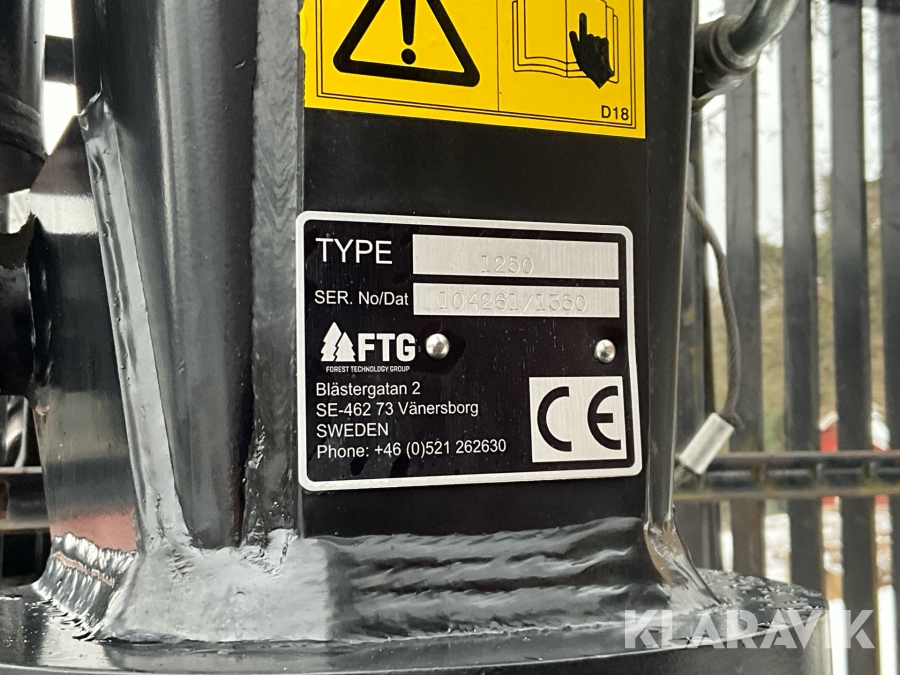 D18
TYPE 1250
SER. No/Dat 104261/1350
FTG
FOREST TECHNOLOGY GROUP
Blästergatan 2
SE-462 73 Vänersborg
SWEDEN
Phone: +46 (0)521 262630
CE
KLARAVIK